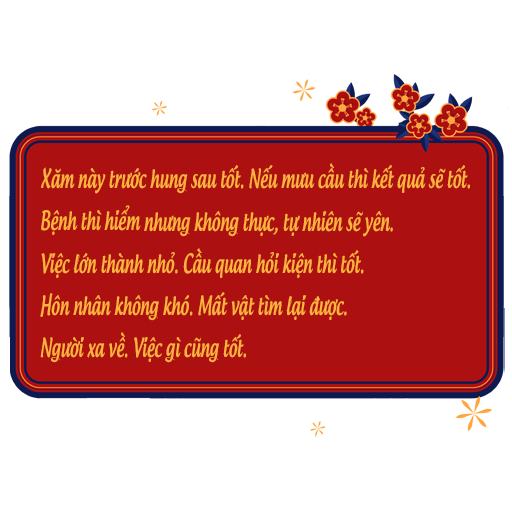 Xăm này trước hung sau tốt. Nếu mưu cầu thì kết quả sẽ tốt.
Bệnh thì hiểm nhưng không thực, tự nhiên sẽ yên.
Việc lớn thành nhỏ. Cầu quan hỏi kiện thì tốt.
Hôn nhân không khó. Mất vật tìm lại được.
Người xa về. Việc gì cũng tốt.